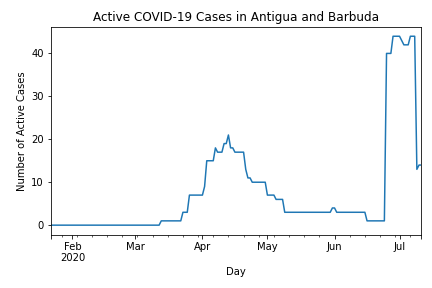 Active COVID-19 Cases in Antigua and Barbuda
Number of Active Cases
40
30
20
10
0
Feb Mar Apr May Jun Jul
2020
Day